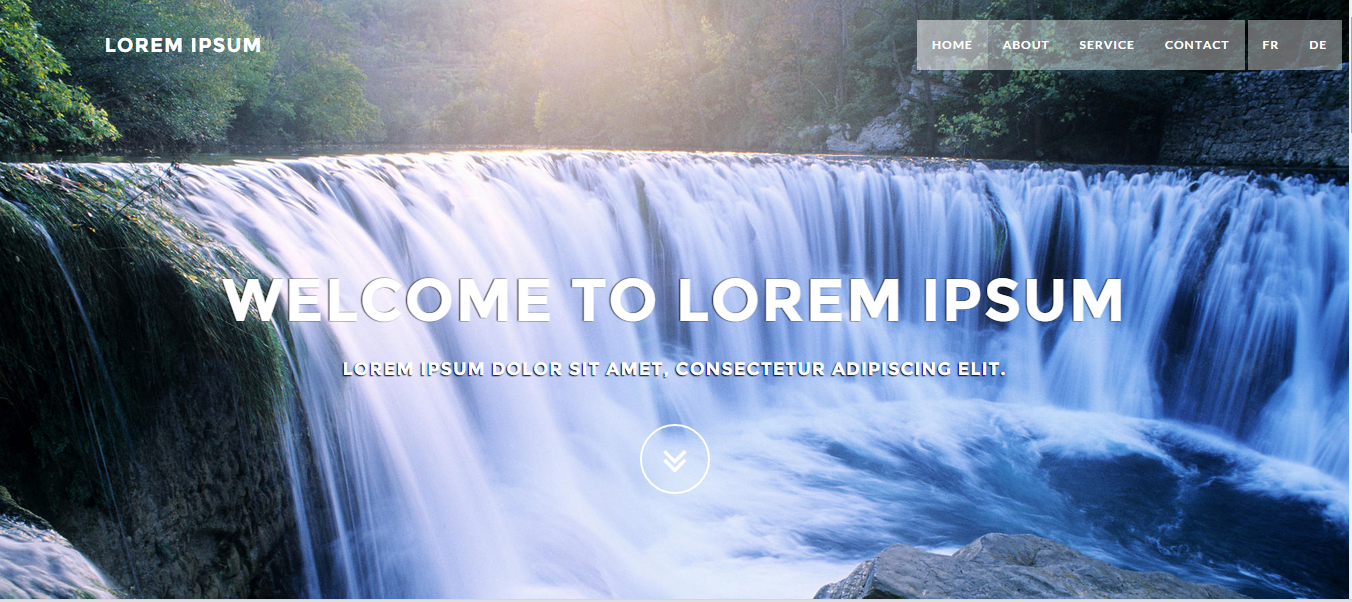 LOREM IPSUM
HOME ABOUT SERVICE CONTACT FR DE
WELCOME TO LOREM IPSUM
LOREM IPSUM DOLOR SIT AMET, CONSECTETUR ADIPISCING ELIT.